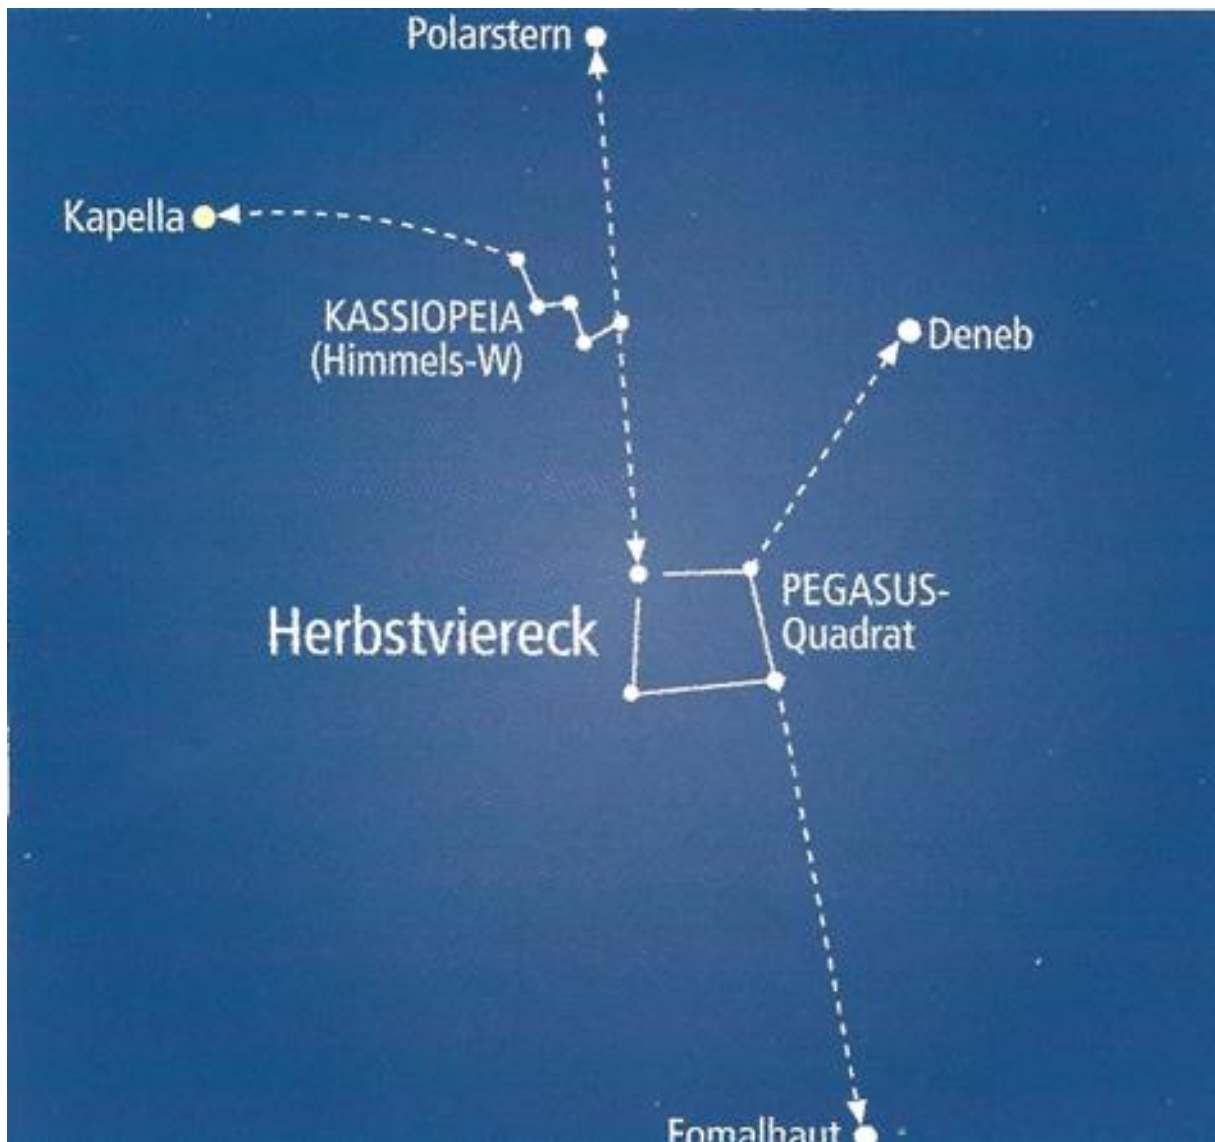 Polarstern
Kapella
KASSIOPEIA
(Himmels-W)
Deneb
PEGASUS-
Quadrat
Herbstviereck
Fomalhaut